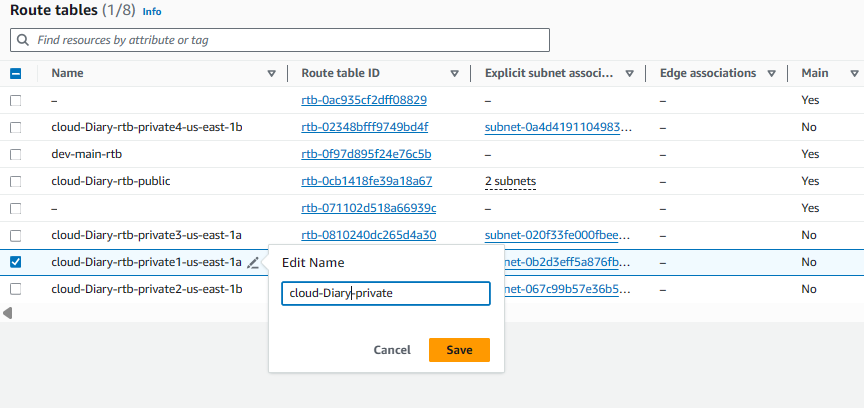 Route tables (1/8) Info
Find resources by attribute or tag
Name Route table ID Explicit subnet associ... Edge associations Main
– rtb-0ac935cf2dff08829 – – Yes
cloud-Diary-rtb-private4-us-east-1b rtb-02348bfff9749bd4f subnet-0a4d4191104983... – No
dev-main-rtb rtb-0f97d895f24e76c5b – – Yes
cloud-Diary-rtb-public rtb-0cb1418fe39a18a67 2 subnets – Yes
– rtb-071102d518a66939c – – Yes
cloud-Diary-rtb-private3-us-east-1a rtb-0810240dc265d4a30 subnet-020f33fe000fbee... – No
cloud-Diary-rtb-private1-us-east-1a net-0b2d3eff5a876fb... – No
cloud-Diary-rtb-private2-us-east-1b net-067c99b57e36b5... – No
Edit Name
cloud-Diary-private
Cancel Save